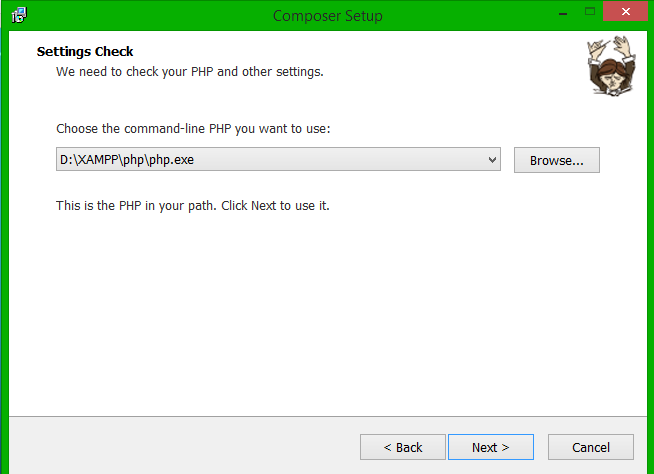 Composer Setup
Settings Check
We need to check your PHP and other settings.
Choose the command-line PHP you want to use:
D:\XAMPP\php\php.exe
Browse...
This is the PHP in your path. Click Next to use it.
< Back
Next >
Cancel